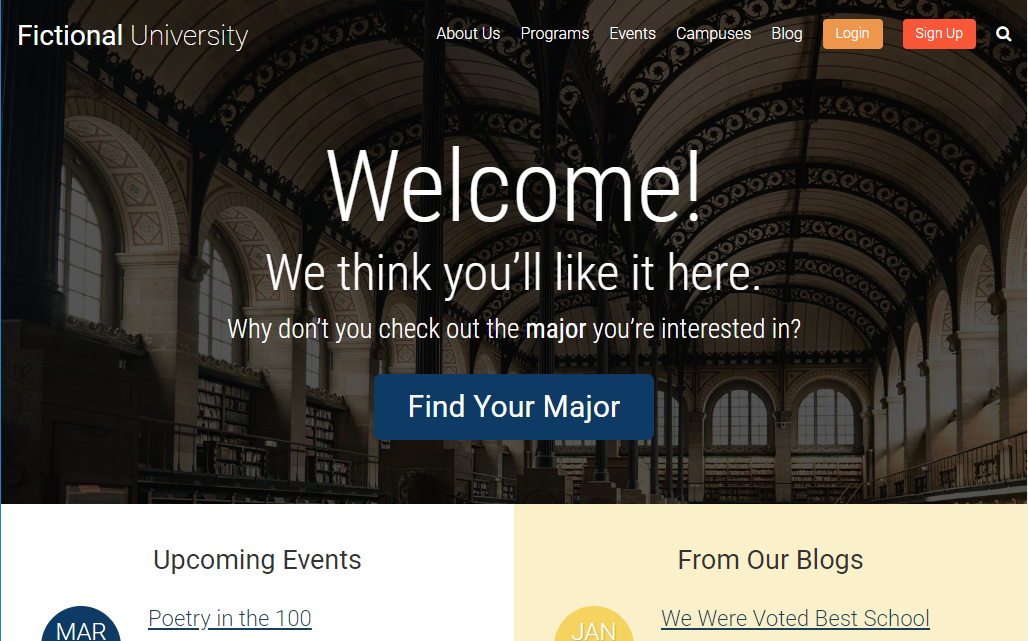 Fictional University
About Us Programs Events Campuses Blog Login Sign Up
Welcome!
We think you’ll like it here.
Why don’t you check out the major you’re interested in?
Find Your Major
Upcoming Events
MAR
Poetry in the 100
From Our Blogs
JAN
We Were Voted Best School